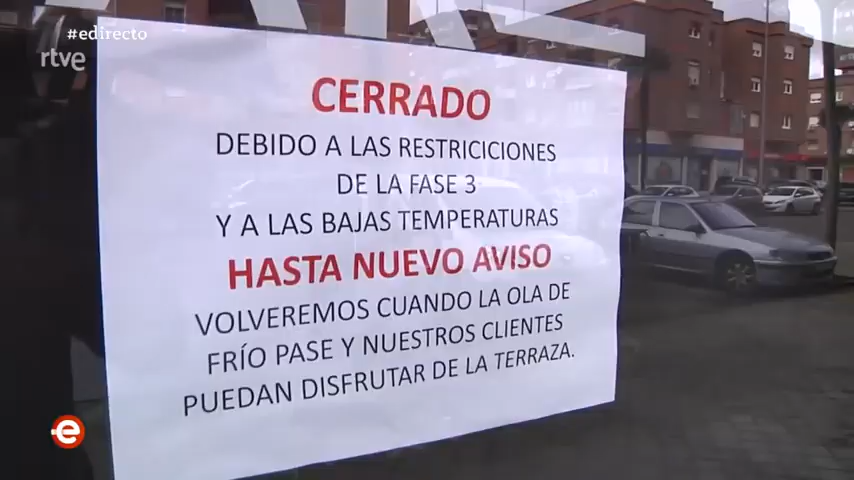 #edirecto
rtve
CERRADO
DEBIDO A LAS RESTRICICIONES
DE LA FASE 3
Y A LAS BAJAS TEMPERATURAS
HASTA NUEVO AVISO
VOLVEREMOS CUANDO LA OLA DE
FRÍO PASE Y NUESTROS CLIENTES
PUEDAN DISFRUTAR DE LA TERRAZA.
e